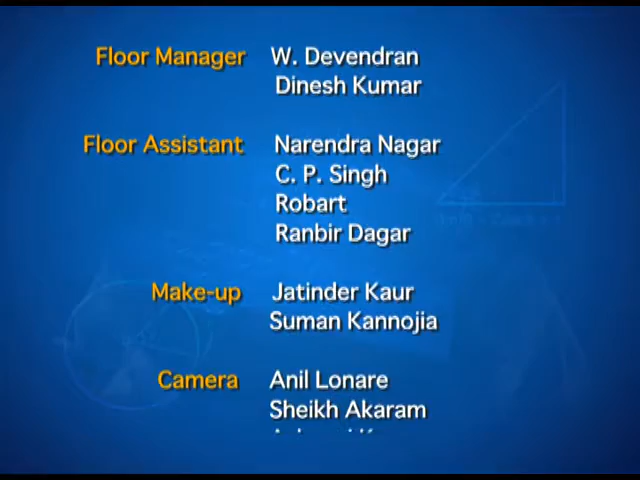 Floor Manager W. Devendran
Dinesh Kumar
Floor Assistant Narendra Nagar
C. P. Singh
Robart
Ranbir Dagar
Make-up Jatinder Kaur
Suman Kannojia
Camera Anil Lonare
Sheikh Akaram